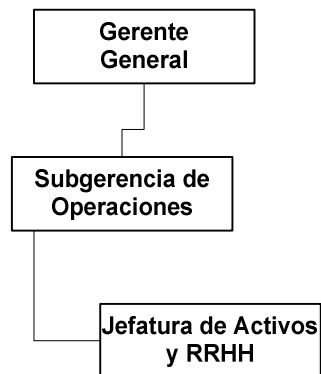 Gerente
General
Subgerencia de
Operaciones
Jefatura de Activos
y RRHH